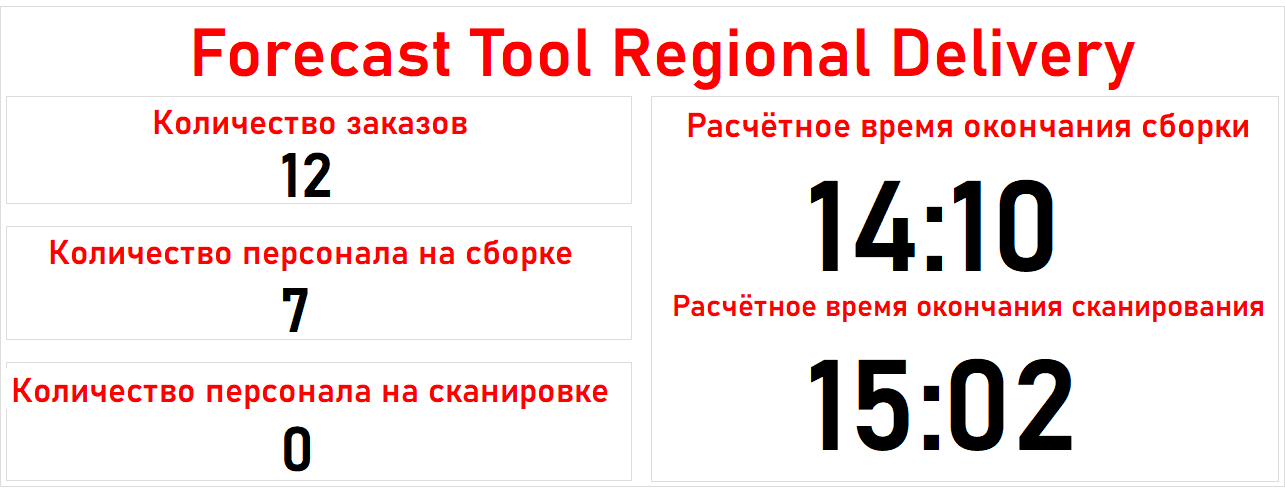 Forecast Tool Regional Delivery
Количество заказов
12
Количество персонала на сборке
7
Количество персонала на сканировке
0
Расчётное время окончания сборки
14:10
Расчётное время окончания сканирования
15:02